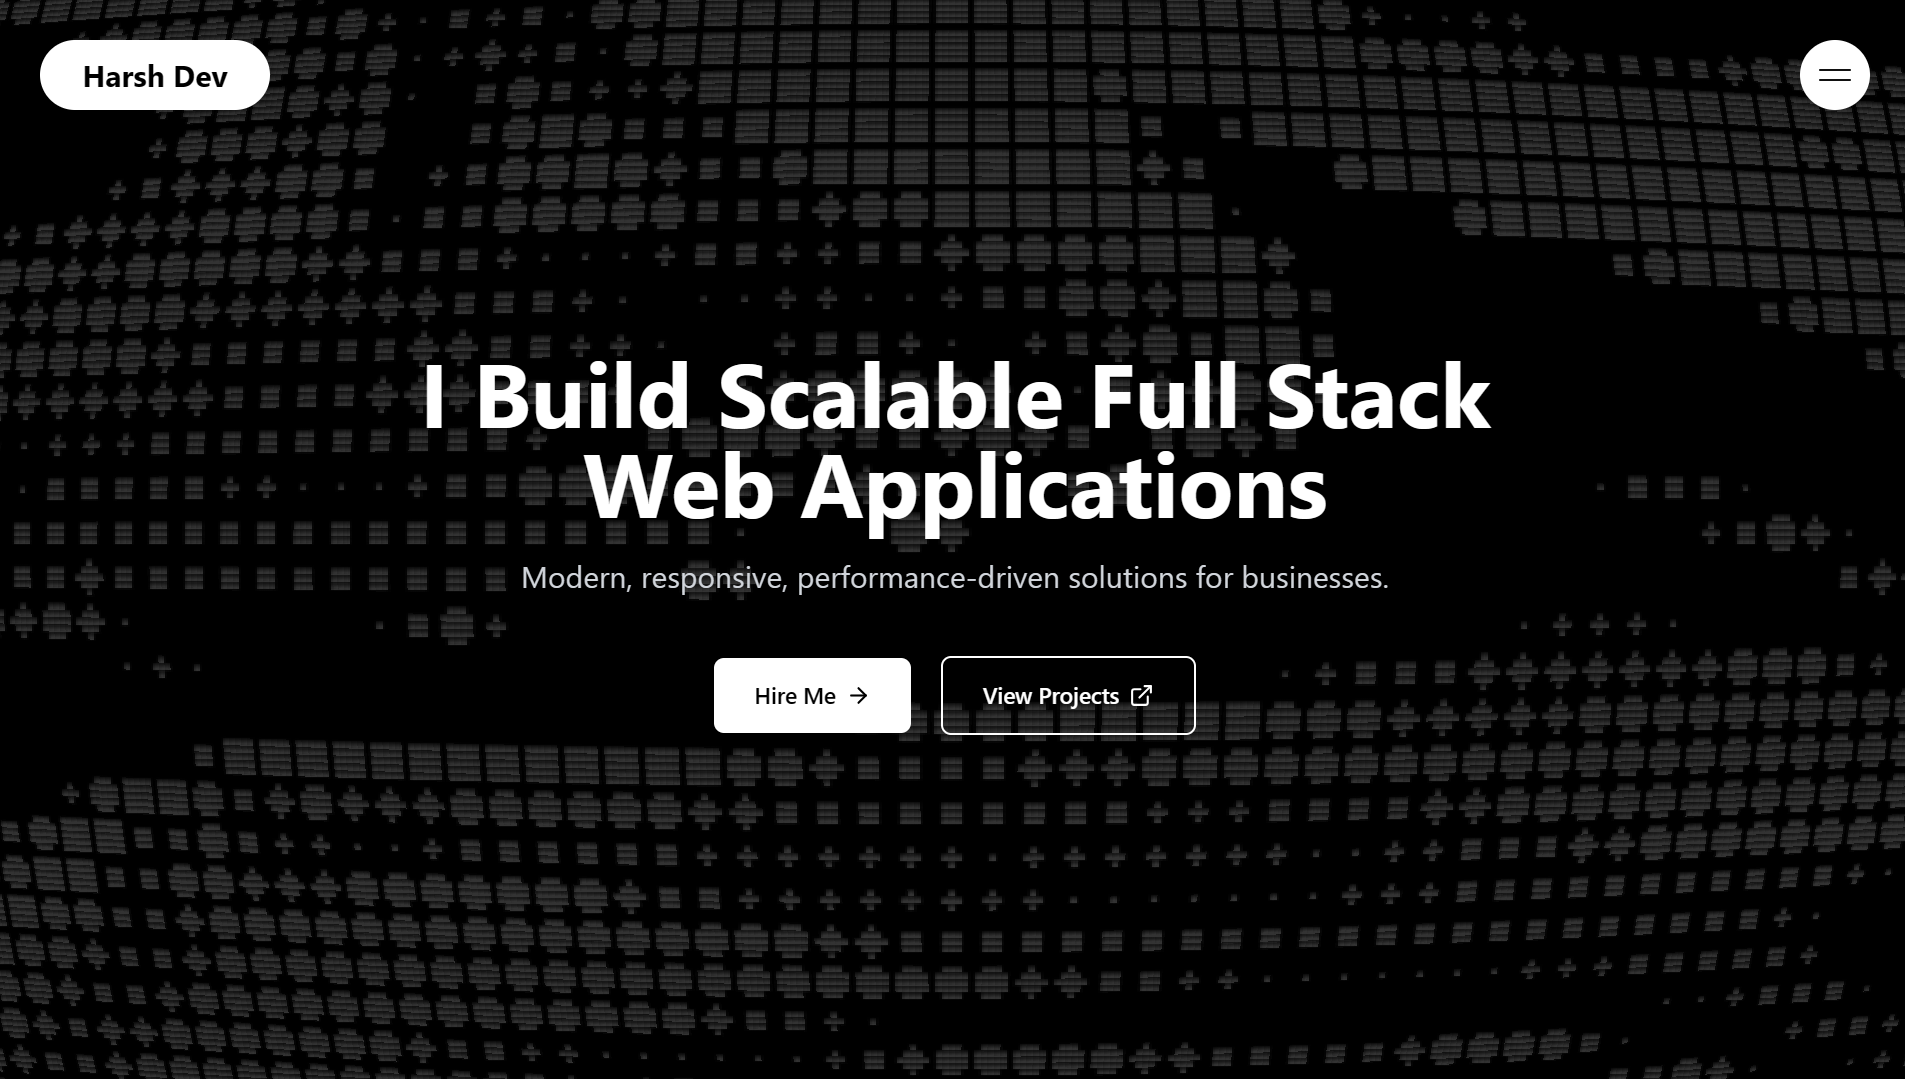 Harsh Dev
I Build Scalable Full Stack
Web Applications
Modern, responsive, performance-driven solutions for businesses.
Hire Me
View Projects